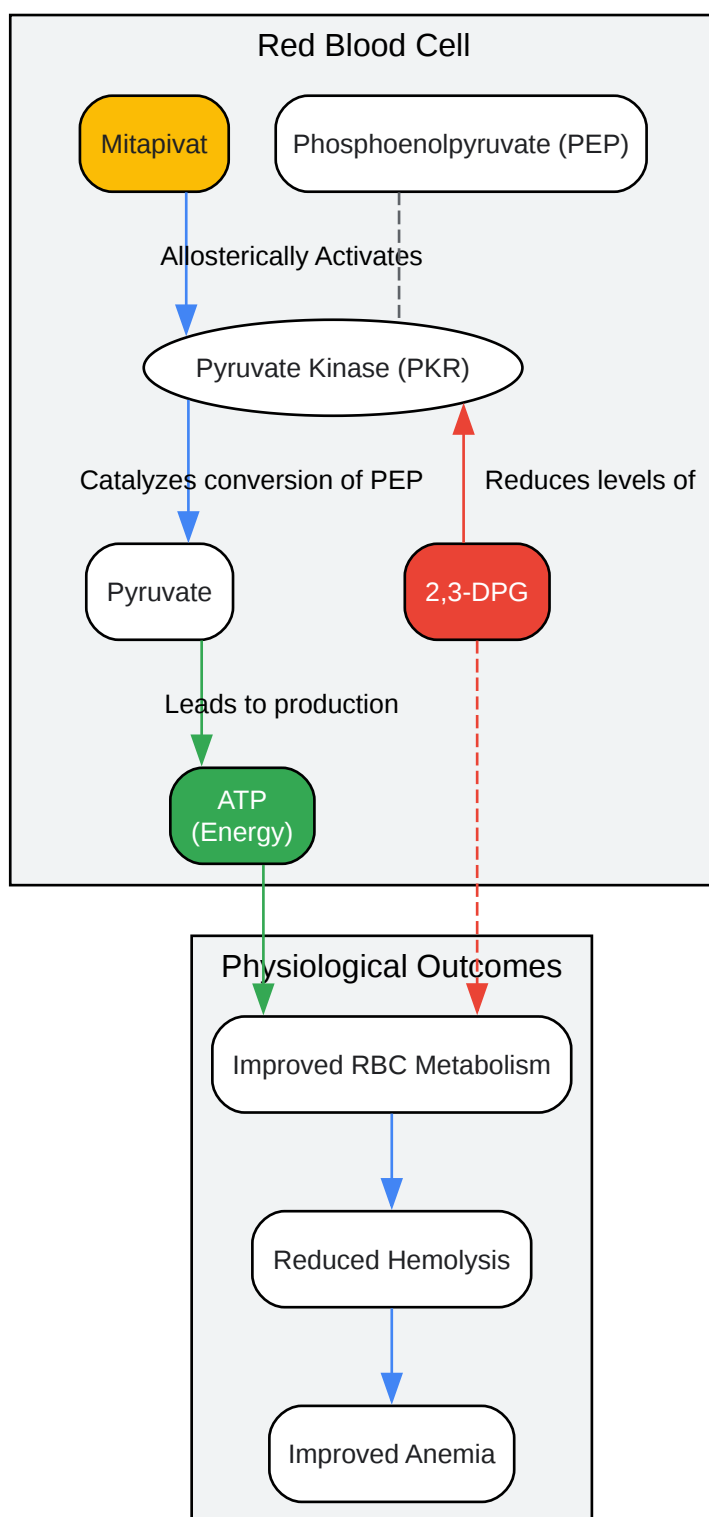 Red Blood Cell
Mitapivat
Phosphoenolpyruvate (PEP)
Allosterically Activates
Pyruvate Kinase (PKR)
Catalyzes conversion of PEP
Reduces levels of
Pyruvate
2,3-DPG
Leads to production
ATP
(Energy)
Physiological Outcomes
Improved RBC Metabolism
Reduced Hemolysis
Improved Anemia